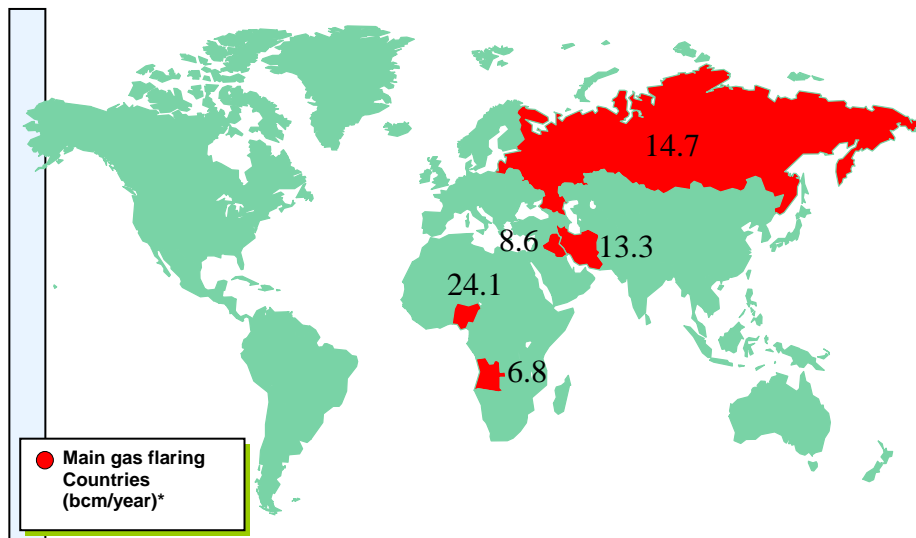 14.7
8.6
13.3
24.1
6.8
Main gas flaring
Countries
(bcm/year)*